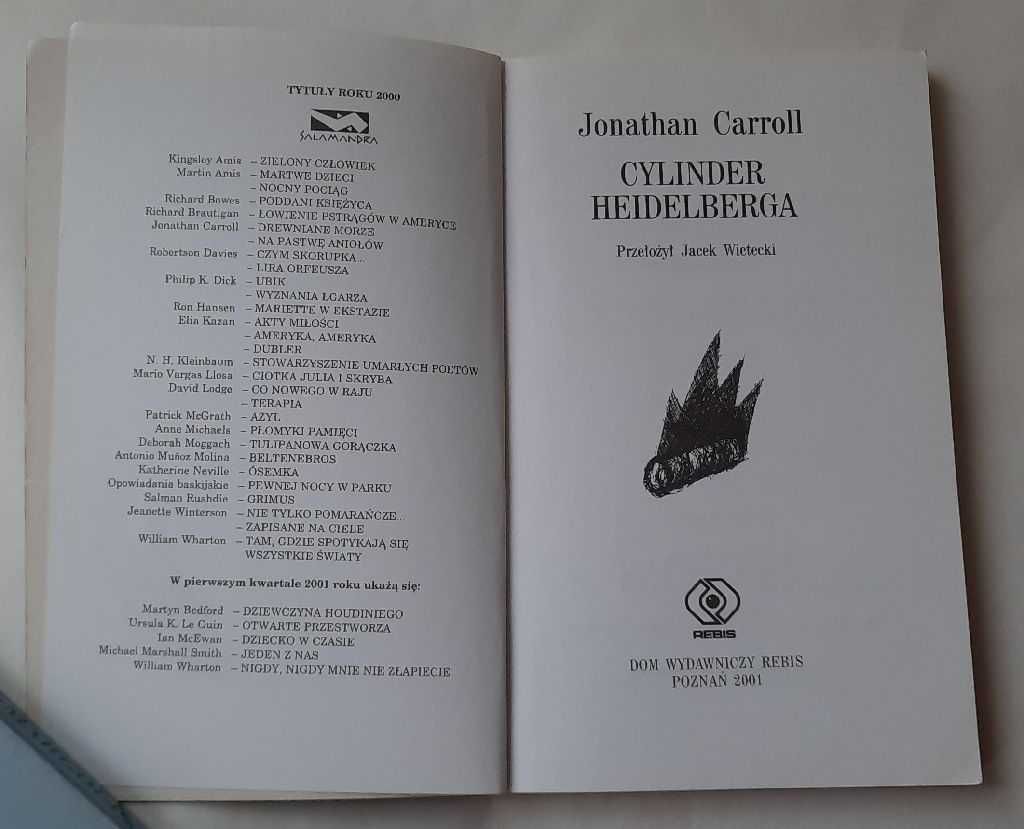 TYTUŁY ROKU 2000
SALAMANDRA
Kingsley Amis – ZIELONY CZŁOWIEK
Martin Amis – MARTWE DZIECI
– NOCNY POCIĄG
Richard Bowes – PODDANI KSIĘŻYCA
Richard Brautigan – ŁOWIENIE PSTRĄGÓW W AMERYCE
Jonathan Carroll – DREWNIANE MORZE
– NA PASTWĘ ANIOŁÓW
Robertson Davies – CZYM SKORUPKA...
– LIRA ORFEUSZA
Philip K. Dick – UBIK
– WYZNANIA ŁGARZA
Ron Hansen – MARIETTE W EKSTAZIE
Elia Kazan – AKTY MIŁOŚCI
– AMERYKA, AMERYKA
– DUBLER
N. H. Kleinbaum – STOWARZYSZENIE UMARŁYCH POETÓW
Mario Vargas Llosa – CIOTKA JULIA I SKRYBA
David Lodge – CO NOWEGO W RAJU
– TERAPIA
Patrick McGrath – AZYL
Anne Michaels – PŁOMYKI PAMIĘCI
Deborah Moggach – TULIPANOWA GORĄCZKA
Antonio Muñoz Molina – BELTENEBROS
Katherine Neville – ÓSEMKA
Opowiadania baskijskie – PEWNEJ NOCY W PARKU
Salman Rushdie – GRIMUS
Jeanette Winterson – NIE TYLKO POMARAŃCZE...
– ZAPISANE NA CIELE
William Wharton – TAM, GDZIE SPOTYKAJĄ SIĘ
WSZYSTKIE ŚWIATY
W pierwszym kwartale 2001 roku ukażą się:
Martyn Bedford – DZIEWCZYNA HOUDINIEGO
Ursula K. Le Guin – OTWARTE PRZESTWORZA
Ian McEwan – DZIECKO W CZASIE
Michael Marshall Smith – JEDEN Z NAS
William Wharton – NIGDY, NIGDY MNIE NIE ZŁAPIECIE
Jonathan Carroll
CYLINDER
HEIDELBERGA
Przełożył Jacek Wietecki
REBIS
DOM WYDAWNICZY REBIS
POZNAŃ 2001